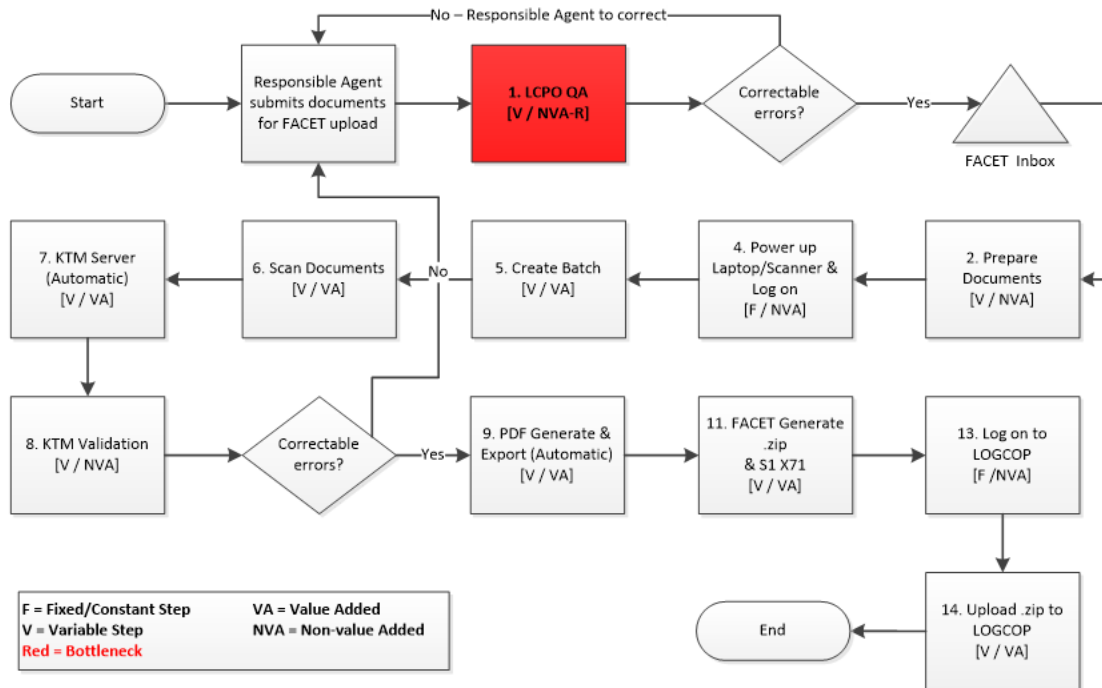 No – Responsible Agent to correct
Start
Responsible Agent
submits documents
for FACET upload
1. LCPO QA
[V / NVA-R]
Correctable
errors?
Yes
FACET Inbox
7. KTM Server
(Automatic)
[V / VA]
6. Scan Documents
[V / VA]
No
5. Create Batch
[V / VA]
4. Power up
Laptop/Scanner &
Log on
[F / NVA]
2. Prepare
Documents
[V / NVA]
8. KTM Validation
[V / NVA]
Correctable
errors?
Yes
9. PDF Generate &
Export (Automatic)
[V / VA]
11. FACET Generate
.zip
& S1 X71
[V / VA]
13. Log on to
LOGCOP
[F /NVA]
F = Fixed/Constant Step VA = Value Added
V = Variable Step NVA = Non-value Added
Red = Bottleneck
End
14. Upload .zip to
LOGCOP
[V / VA]